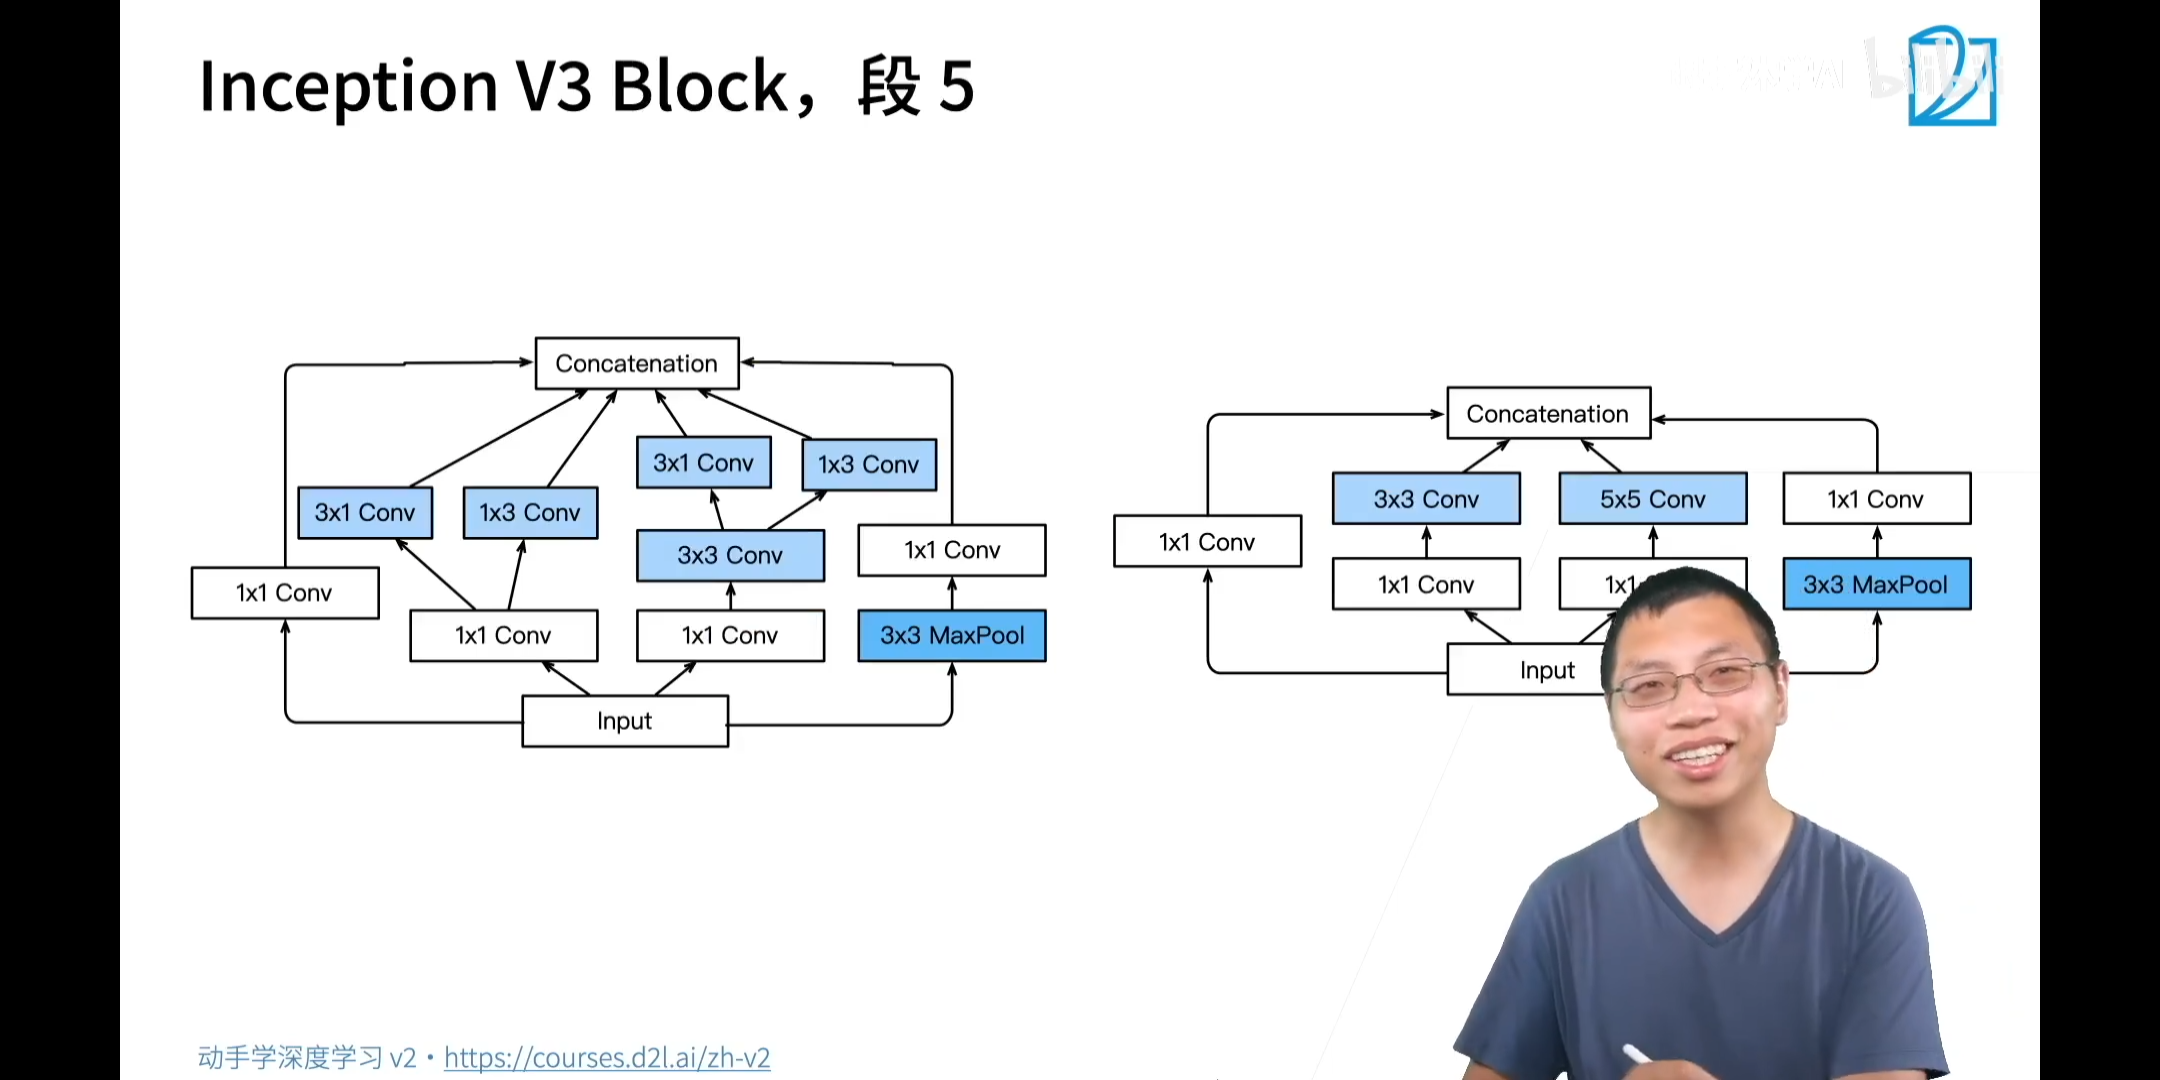 Inception V3 Block，段 5
bilibili
Concatenation
3x1 Conv
1x3 Conv
3x1 Conv
1x3 Conv
3x3 Conv
1x1 Conv
1x1 Conv
1x1 Conv
1x1 Conv
3x3 MaxPool
Input
Concatenation
3x3 Conv
5x5 Conv
1x1 Conv
1x1 Conv
1x1 Conv
1x1
3x3 MaxPool
Input
动手学深度学习 v2・https://courses.d2l.ai/zh-v2